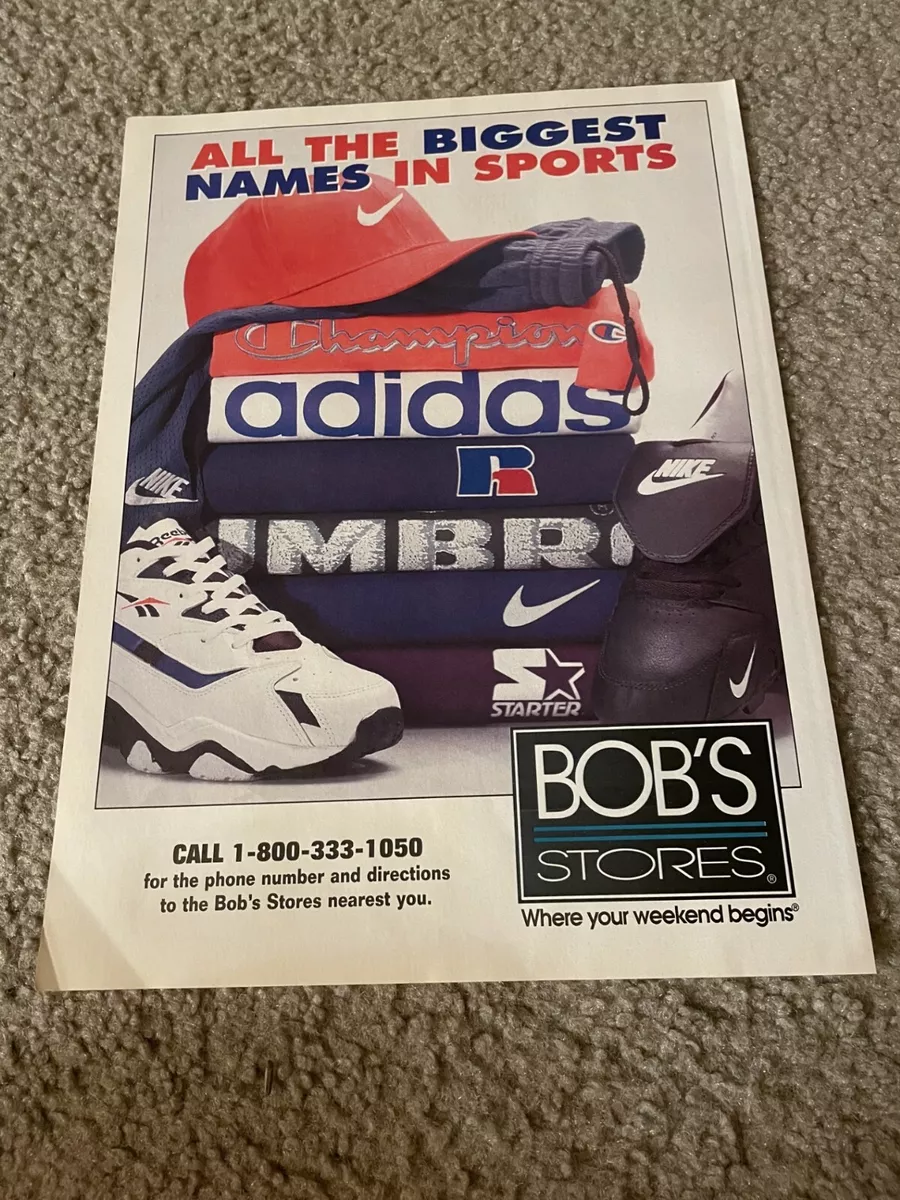 ALL THE BIGGEST
NAMES IN SPORTS
Champion
C
adidas
R
NIKE
NIKE
Reebok
UMBRO
®
STARTER
BOB'S
STORES®
Where your weekend begins®
CALL 1-800-333-1050
for the phone number and directions
to the Bob's Stores nearest you.